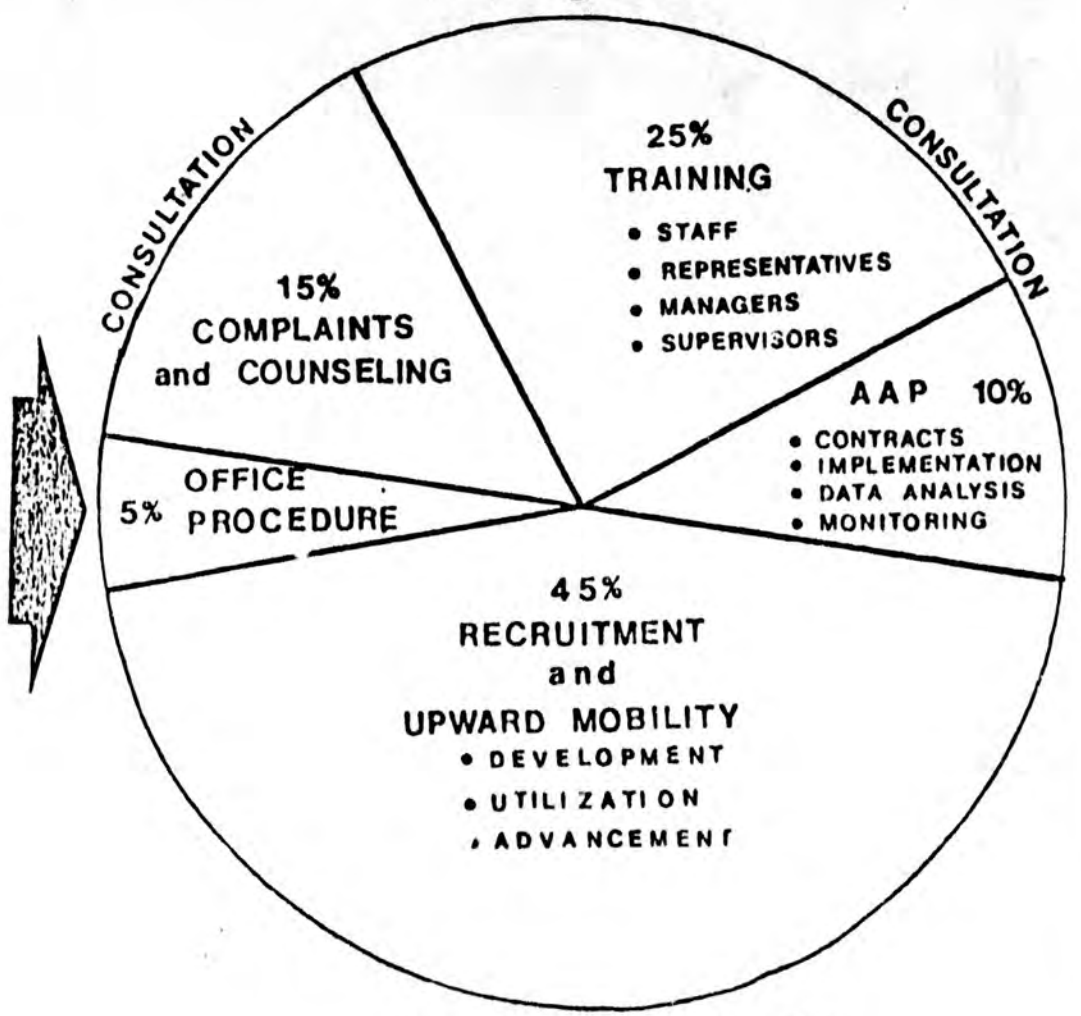 CONSULTATION
CONSULTATION
25%
TRAINING
• STAFF
• REPRESENTATIVES
• MANAGERS
• SUPERVISORS
15%
COMPLAINTS
and COUNSELING
AAP 10%
• CONTRACTS
• IMPLEMENTATION
• DATA ANALYSIS
• MONITORING
5% OFFICE
PROCEDURE
45%
RECRUITMENT
and
UPWARD MOBILITY
• DEVELOPMENT
• UTILIZATION
• ADVANCEMENT